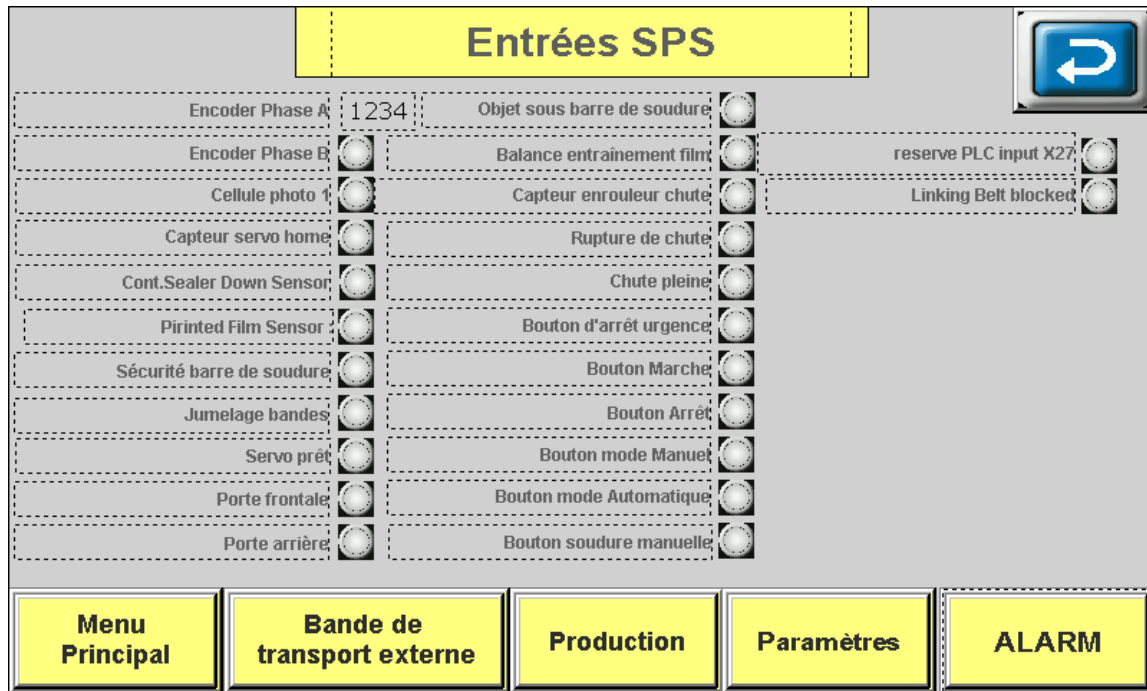 Entrées SPS
Encoder Phase A 1234
Encoder Phase B
Cellule photo 1
Capteur servo home
Cont.Sealer Down Sensor
Pirinted Film Sensor :
Sécurité barre de soudure
Jumelage bandes
Servo prêt
Porte frontale
Porte arrière
Objet sous barre de soudure
Balance entraînement film
Capteur enrouleur chute
Rupture de chute
Chute pleine
Bouton d'arrêt urgence
Bouton Marche
Bouton Arrêt
Bouton mode Manuel
Bouton mode Automatique
Bouton soudure manuelle
reserve PLC input X27
Linking Belt blocked
Menu
Principal
Bande de
transport externe
Production
Paramètres
ALARM